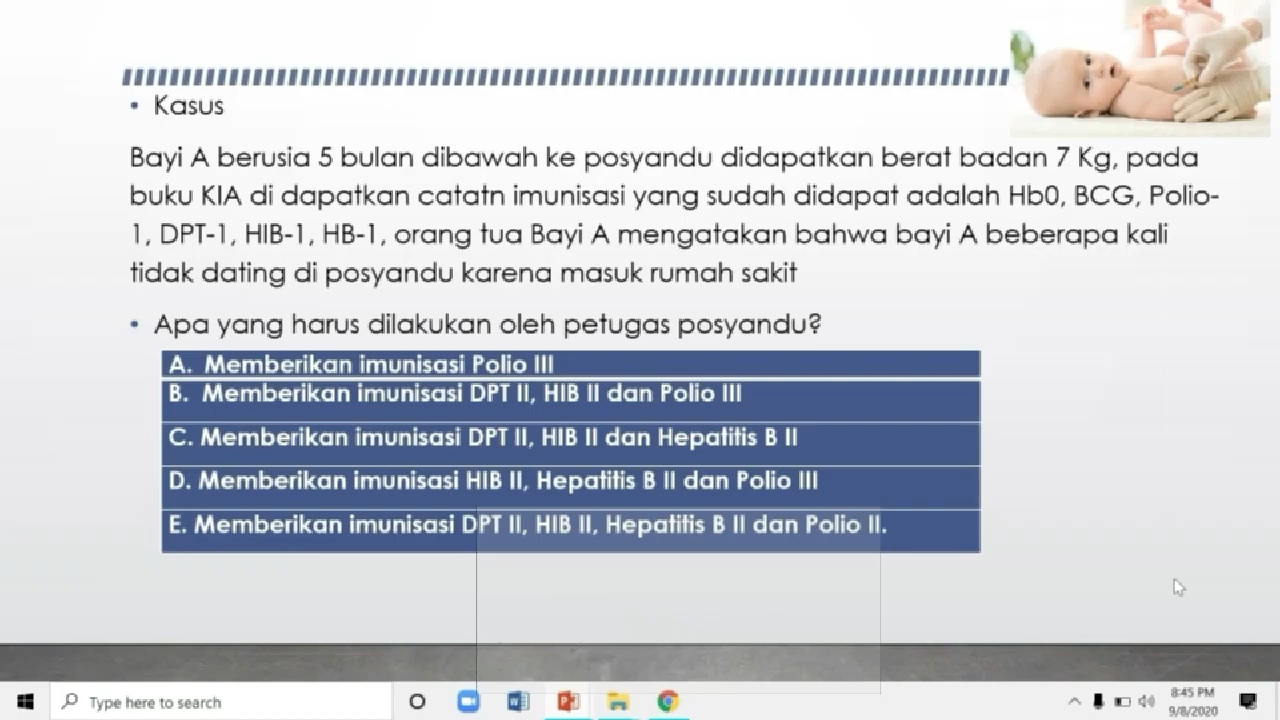 Kasus
Bayi A berusia 5 bulan dibawah ke posyandu didapatkan berat badan 7 Kg, pada
buku KIA di dapatkan catatn imunisasi yang sudah didapat adalah Hb0, BCG, Polio-
1, DPT-1, HIB-1, HB-1, orang tua Bayi A mengatakan bahwa bayi A beberapa kali
tidak dating di posyandu karena masuk rumah sakit
Apa yang harus dilakukan oleh petugas posyandu?
A. Memberikan imunisasi Polio III
B. Memberikan imunisasi DPT II, HIB II dan Polio III
C. Memberikan imunisasi DPT II, HIB II dan Hepatitis B II
D. Memberikan imunisasi HIB II, Hepatitis B II dan Polio III
E. Memberikan imunisasi DPT II, HIB II, Hepatitis B II dan Polio II.
Type here to search
8:45 PM
9/8/2020